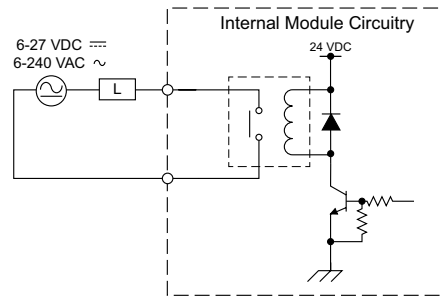 Internal Module Circuitry
6-27 VDC ⎓
6-240 VAC ∿
24 VDC
L